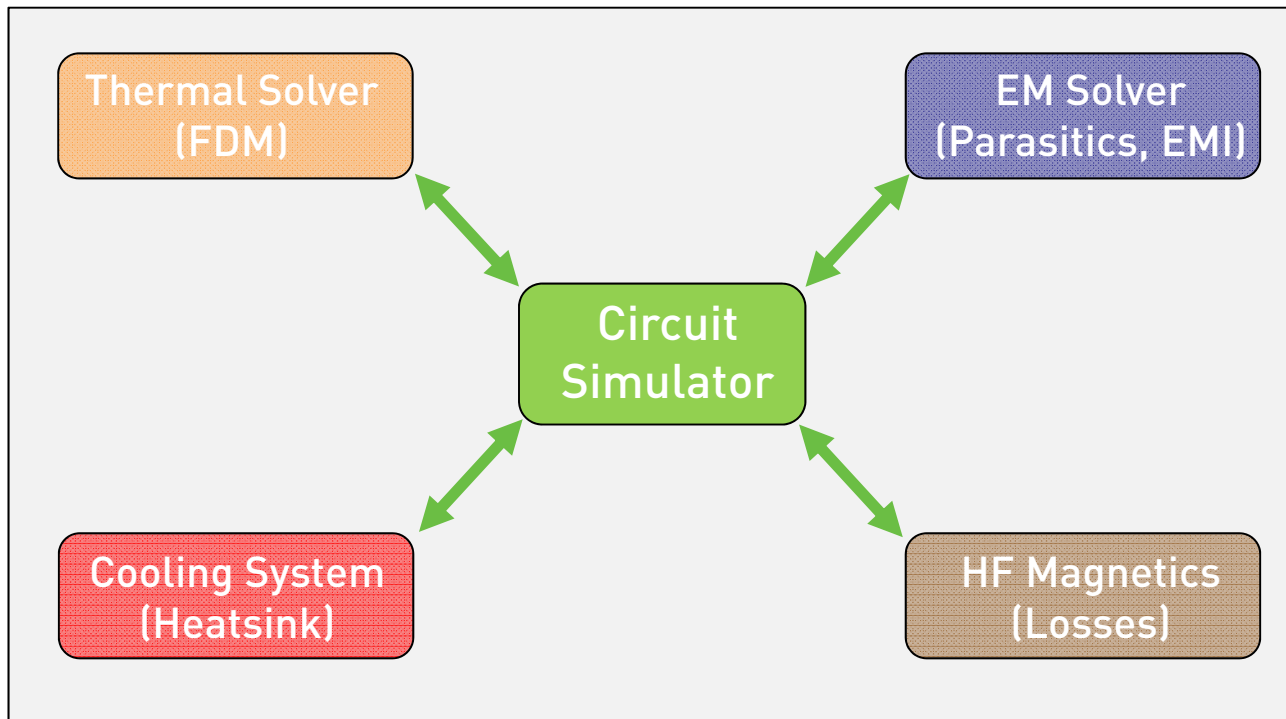 Thermal Solver
(FDM)
EM Solver
(Parasitics, EMI)
Circuit
Simulator
Cooling System
(Heatsink)
HF Magnetics
(Losses)